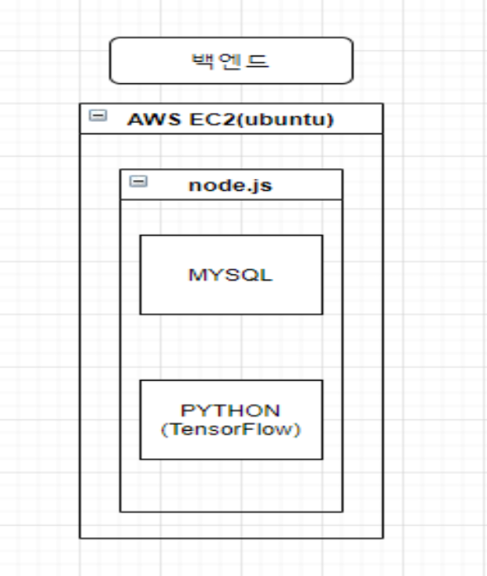 백엔드
AWS EC2(ubuntu)
node.js
MYSQL
PYTHON
(TensorFlow)